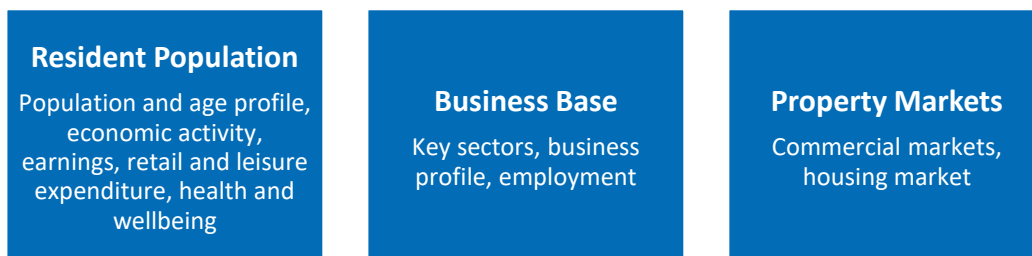 Resident Population
Population and age profile,
economic activity,
earnings, retail and leisure
expenditure, health and
wellbeing
Business Base
Key sectors, business
profile, employment
Property Markets
Commercial markets,
housing market